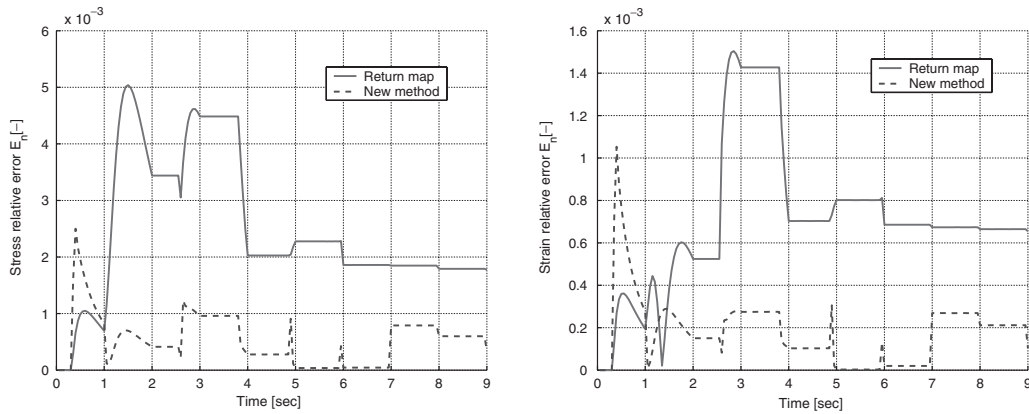 x 10⁻³
6
5
4
3
2
1
0
Stress relative error Eₙ[−]
Return map
New method
0 1 2 3 4 5 6 7 8 9
Time [sec]
x 10⁻³
1.6
1.4
1.2
1
0.8
0.6
0.4
0.2
0
Strain relative error Eₙ[−]
Return map
New method
0 1 2 3 4 5 6 7 8 9
Time [sec]